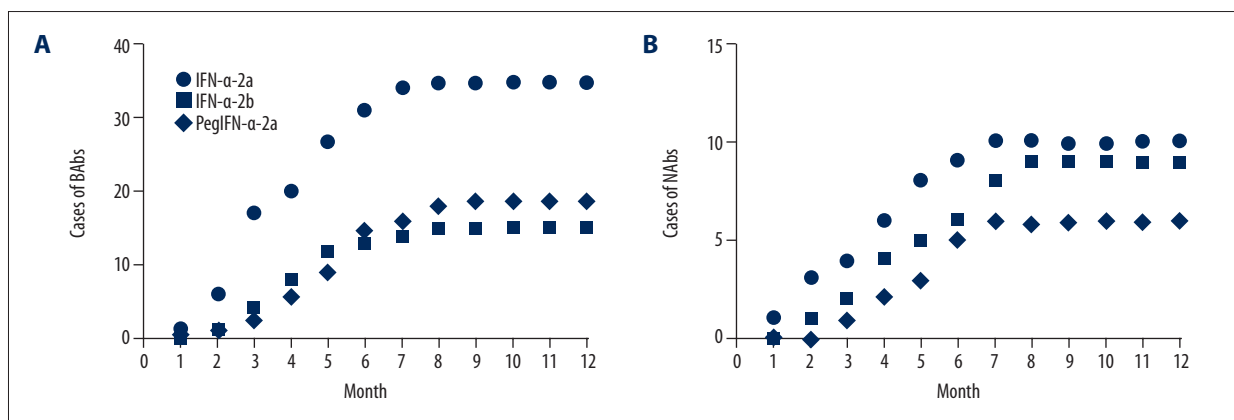 A
40
30
20
10
0
Cases of BAbs
IFN-α-2a
IFN-α-2b
PegIFN-α-2a
0 1 2 3 4 5 6 7 8 9 10 11 12
Month
B
15
10
5
0
Cases of NAbs
0 1 2 3 4 5 6 7 8 9 10 11 12
Month